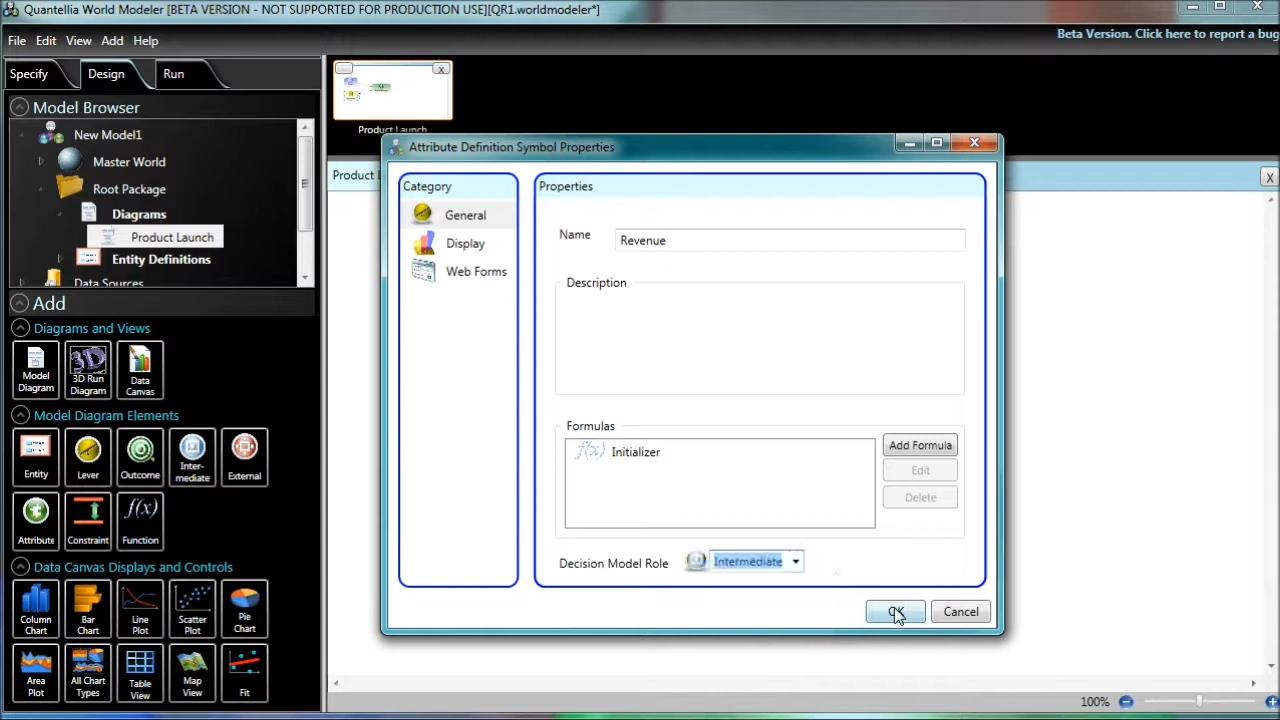 Quantellia World Modeler [BETA VERSION - NOT SUPPORTED FOR PRODUCTION USE][QR1.worldmodeler*]
File Edit View Add Help
Beta Version. Click here to report a bug
Specify Design Run
x
Model Browser
New Model1
Product Launch
Master World
Root Package
Diagrams
Product Launch
Entity Definitions
Data Sources
Product L
X
Add
Diagrams and Views
Model Diagram
3D Run Diagram
Data Canvas
Model Diagram Elements
Entity
Lever
Outcome
Inter-mediate
External
Attribute
Constraint
f(x)
Function
Data Canvas Displays and Controls
Column Chart
Bar Chart
Line Plot
Scatter Plot
Pie Chart
Area Plot
All Chart Types
Table View
Map View
Fit
Attribute Definition Symbol Properties
Category
General
Display
Web Forms
Properties
Name Revenue
Description
Formulas
f(x) Initializer
Add Formula
Edit
Delete
Decision Model Role Intermediate
OK Cancel
100%